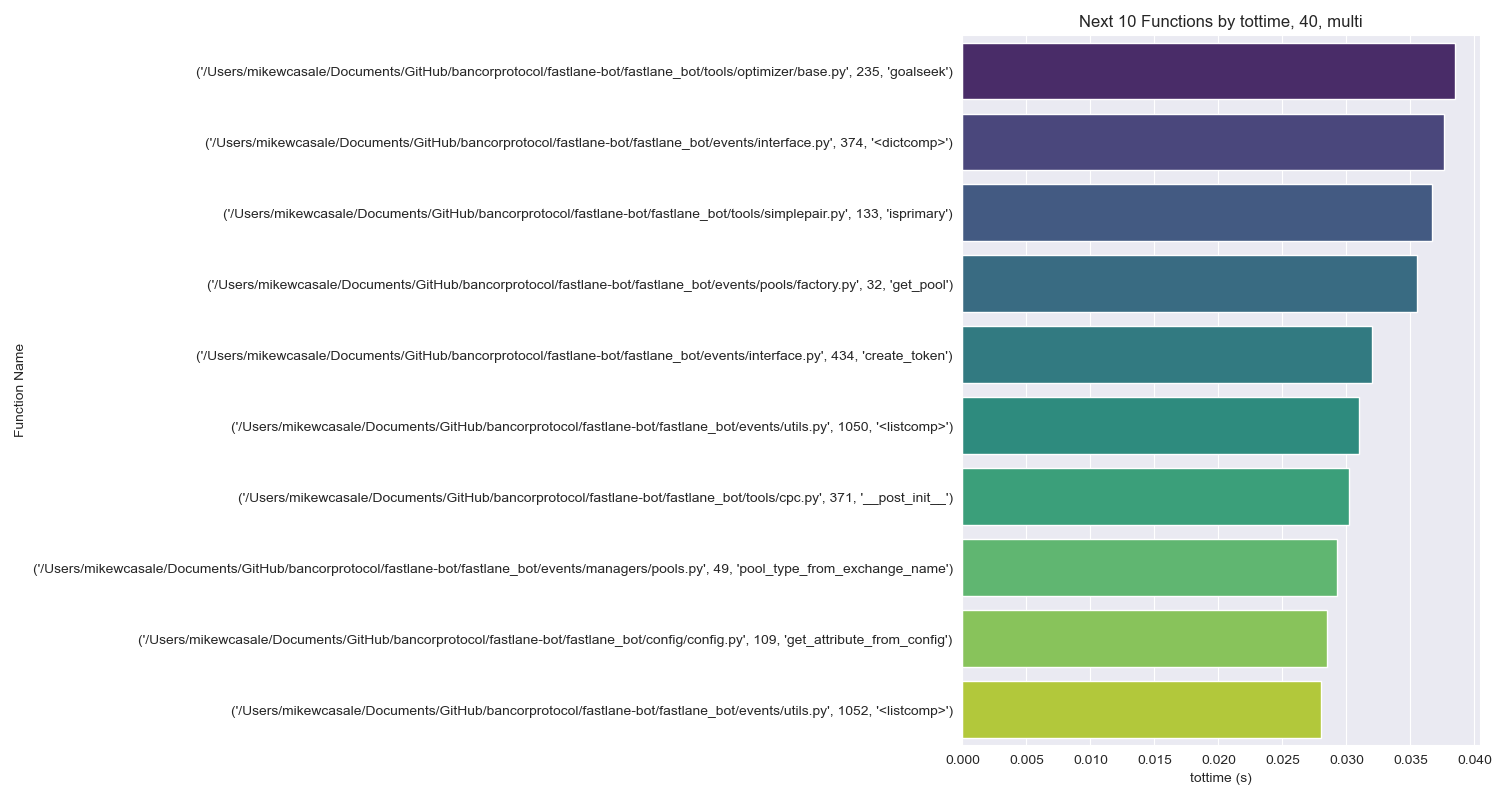 Next 10 Functions by tottime, 40, multi
('/Users/mikewcasale/Documents/GitHub/bancorprotocol/fastlane-bot/fastlane_bot/tools/optimizer/base.py', 235, 'goalseek')
('/Users/mikewcasale/Documents/GitHub/bancorprotocol/fastlane-bot/fastlane_bot/events/interface.py', 374, '<dictcomp>')
('/Users/mikewcasale/Documents/GitHub/bancorprotocol/fastlane-bot/fastlane_bot/tools/simplepair.py', 133, 'isprimary')
('/Users/mikewcasale/Documents/GitHub/bancorprotocol/fastlane-bot/fastlane_bot/events/pools/factory.py', 32, 'get_pool')
('/Users/mikewcasale/Documents/GitHub/bancorprotocol/fastlane-bot/fastlane_bot/events/interface.py', 434, 'create_token')
('/Users/mikewcasale/Documents/GitHub/bancorprotocol/fastlane-bot/fastlane_bot/events/utils.py', 1050, '<listcomp>')
('/Users/mikewcasale/Documents/GitHub/bancorprotocol/fastlane-bot/fastlane_bot/tools/cpc.py', 371, '__post_init__')
('/Users/mikewcasale/Documents/GitHub/bancorprotocol/fastlane-bot/fastlane_bot/events/managers/pools.py', 49, 'pool_type_from_exchange_name')
('/Users/mikewcasale/Documents/GitHub/bancorprotocol/fastlane-bot/fastlane_bot/config/config.py', 109, 'get_attribute_from_config')
('/Users/mikewcasale/Documents/GitHub/bancorprotocol/fastlane-bot/fastlane_bot/events/utils.py', 1052, '<listcomp>')
Function Name
0.000 0.005 0.010 0.015 0.020 0.025 0.030 0.035 0.040
tottime (s)